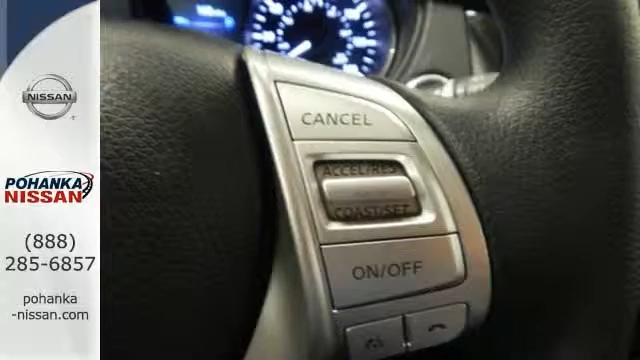 NISSAN
POHANKA
NISSAN
(888)
285-6857
pohanka
-nissan.com
CANCEL
ACCEL/RES
COAST/SET
ON/OFF